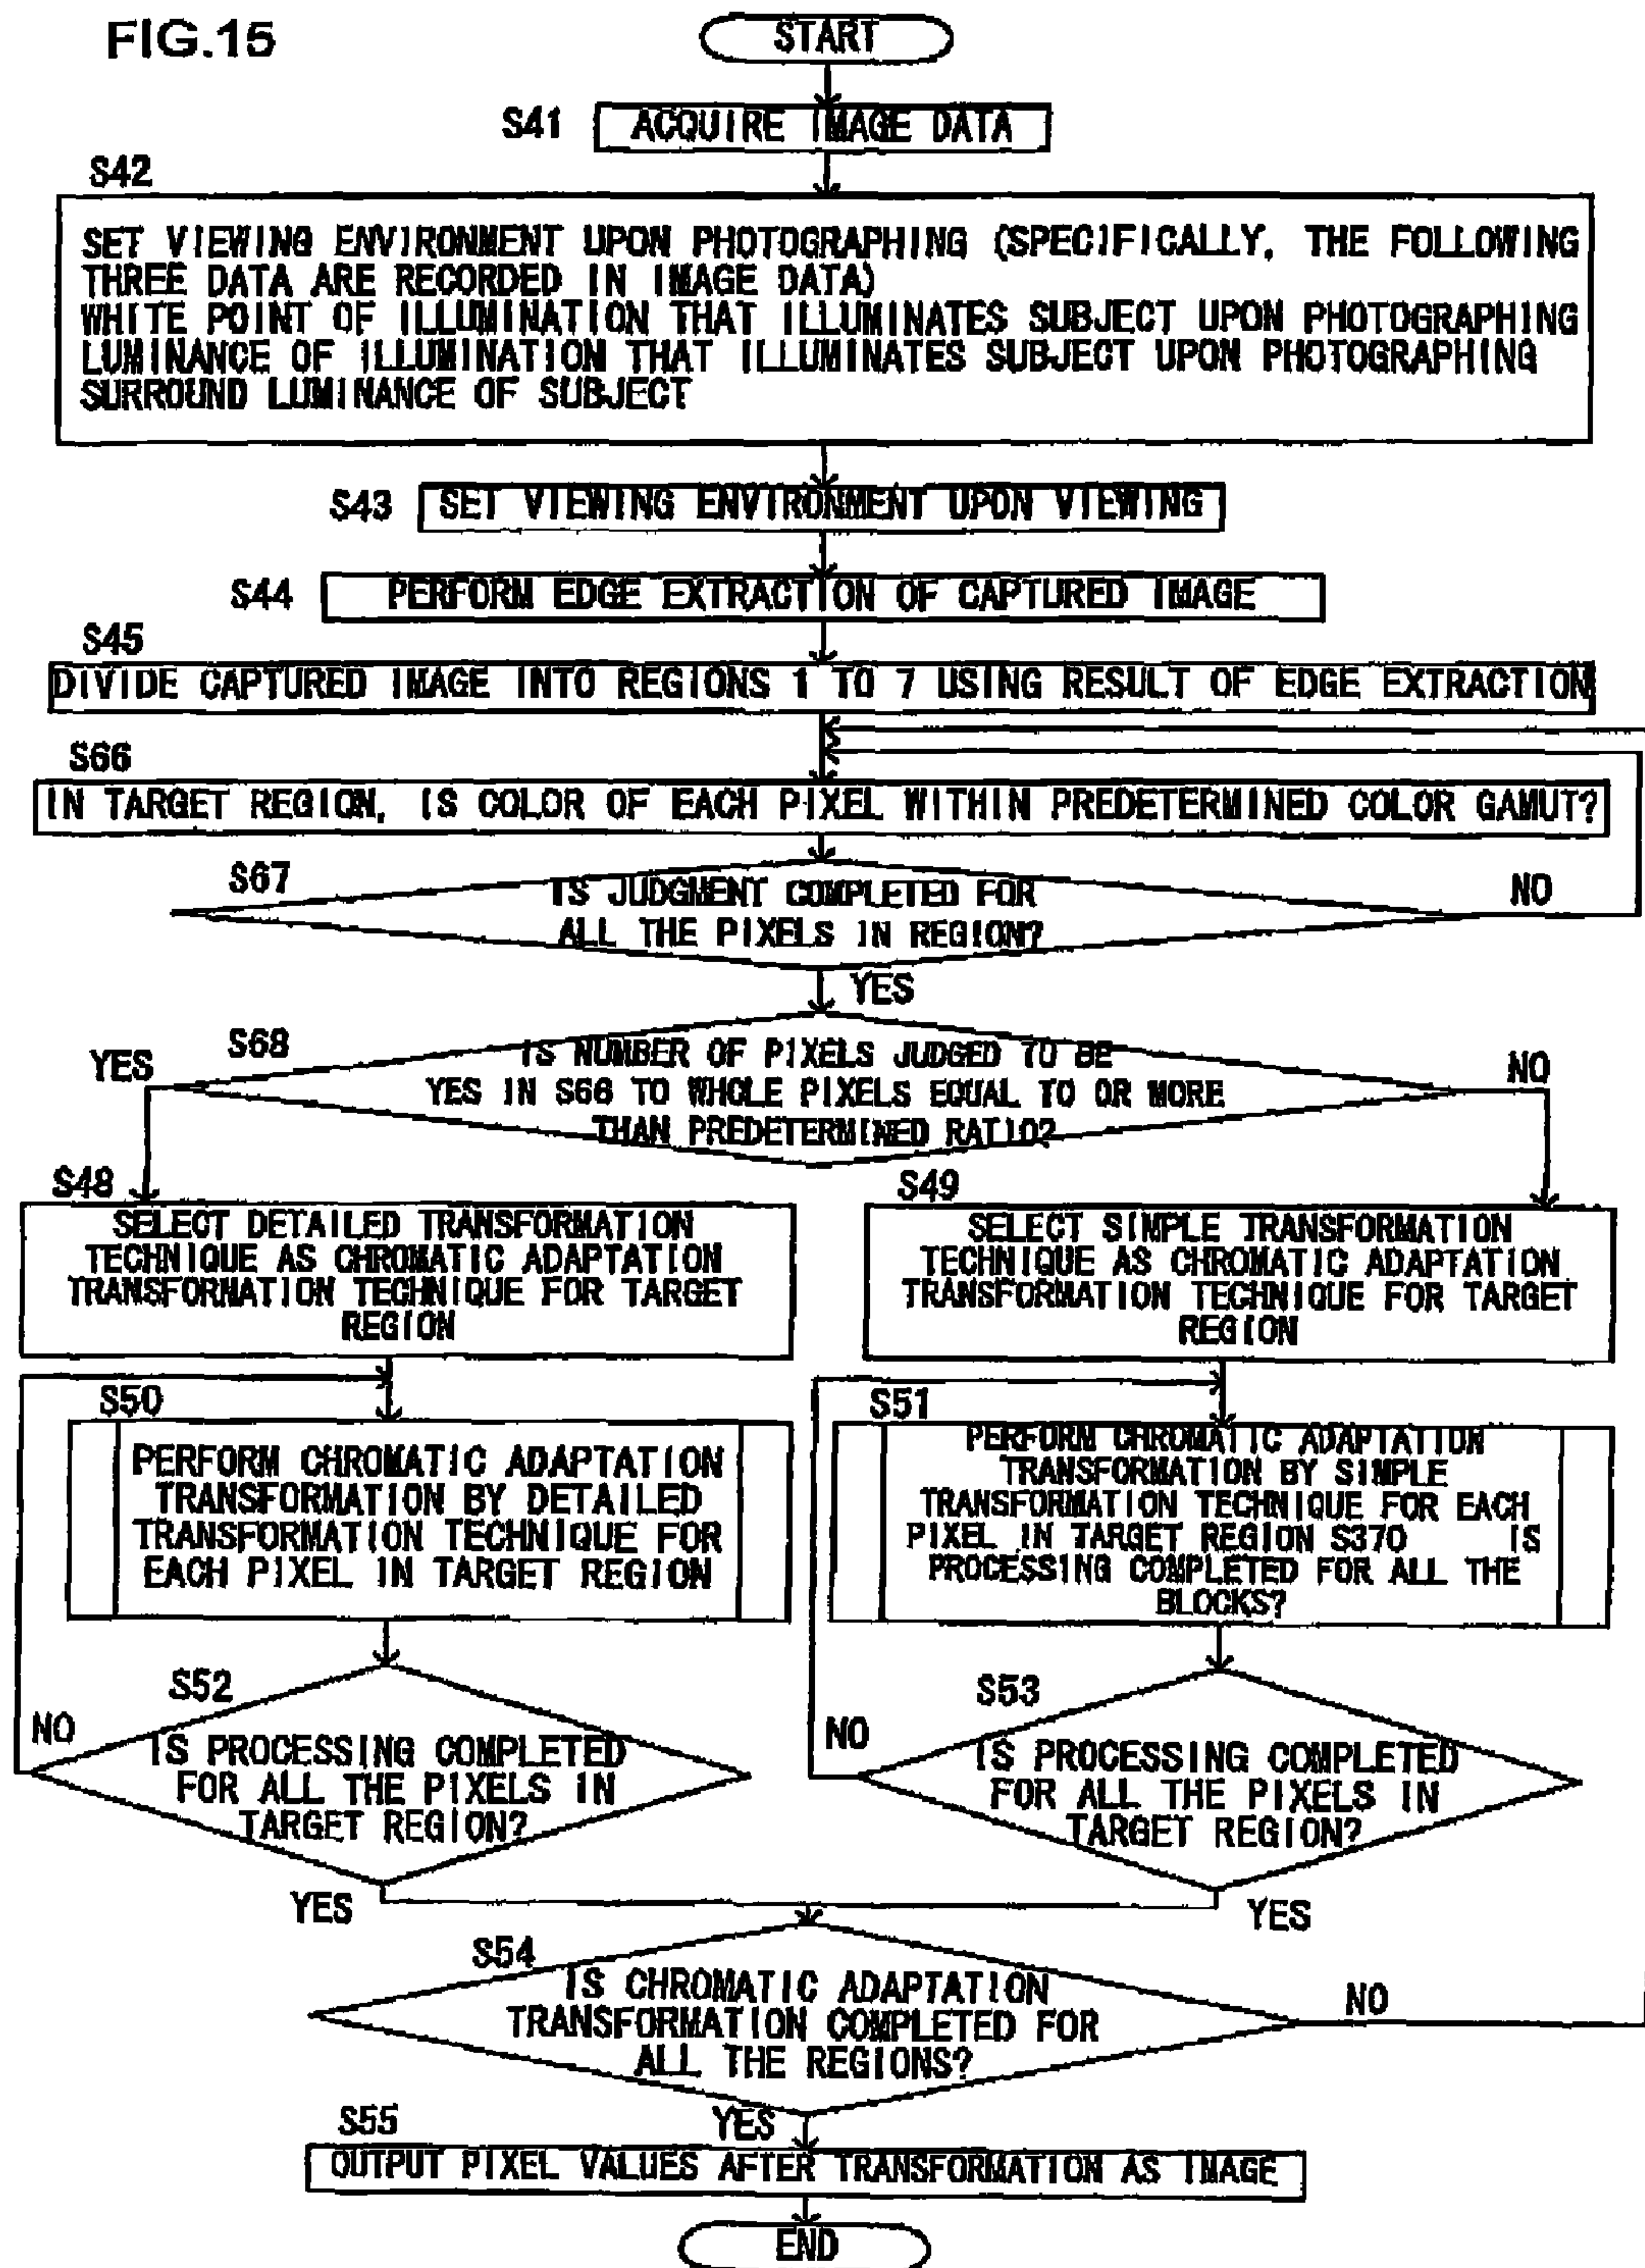 FIG.15
START
S41
ACQUIRE IMAGE DATA
S42
SET VIEWING ENVIRONMENT UPON PHOTOGRAPHING (SPECIFICALLY, THE FOLLOWING
THREE DATA ARE RECORDED IN IMAGE DATA)
WHITE POINT OF ILLUMINATION THAT ILLUMINATES SUBJECT UPON PHOTOGRAPHING
LUMINANCE OF ILLUMINATION THAT ILLUMINATES SUBJECT UPON PHOTOGRAPHING
SURROUND LUMINANCE OF SUBJECT
S43
SET VIEWING ENVIRONMENT UPON VIEWING
S44
PERFORM EDGE EXTRACTION OF CAPTURED IMAGE
S45
DIVIDE CAPTURED IMAGE INTO REGIONS 1 TO 7 USING RESULT OF EDGE EXTRACTION
S66
IN TARGET REGION, IS COLOR OF EACH PIXEL WITHIN PREDETERMINED COLOR GAMUT?
S67
IS JUDGMENT COMPLETED FOR
ALL THE PIXELS IN REGION?
NO
YES
S68
IS NUMBER OF PIXELS JUDGED TO BE
YES IN S66 TO WHOLE PIXELS EQUAL TO OR MORE
THAN PREDETERMINED RATIO?
YES
NO
S48
SELECT DETAILED TRANSFORMATION
TECHNIQUE AS CHROMATIC ADAPTATION
TRANSFORMATION TECHNIQUE FOR TARGET
REGION
S49
SELECT SIMPLE TRANSFORMATION
TECHNIQUE AS CHROMATIC ADAPTATION
TRANSFORMATION TECHNIQUE FOR TARGET
REGION
S50
PERFORM CHROMATIC ADAPTATION
TRANSFORMATION BY DETAILED
TRANSFORMATION TECHNIQUE FOR
EACH PIXEL IN TARGET REGION
S51
PERFORM CHROMATIC ADAPTATION
TRANSFORMATION BY SIMPLE
TRANSFORMATION TECHNIQUE FOR EACH
PIXEL IN TARGET REGION S370 IS
PROCESSING COMPLETED FOR ALL THE
BLOCKS?
S52
NO
IS PROCESSING COMPLETED
FOR ALL THE PIXELS IN
TARGET REGION?
YES
S53
NO
IS PROCESSING COMPLETED
FOR ALL THE PIXELS IN
TARGET REGION?
YES
S54
IS CHROMATIC ADAPTATION
TRANSFORMATION COMPLETED FOR
ALL THE REGIONS?
NO
YES
S55
OUTPUT PIXEL VALUES AFTER TRANSFORMATION AS IMAGE
END